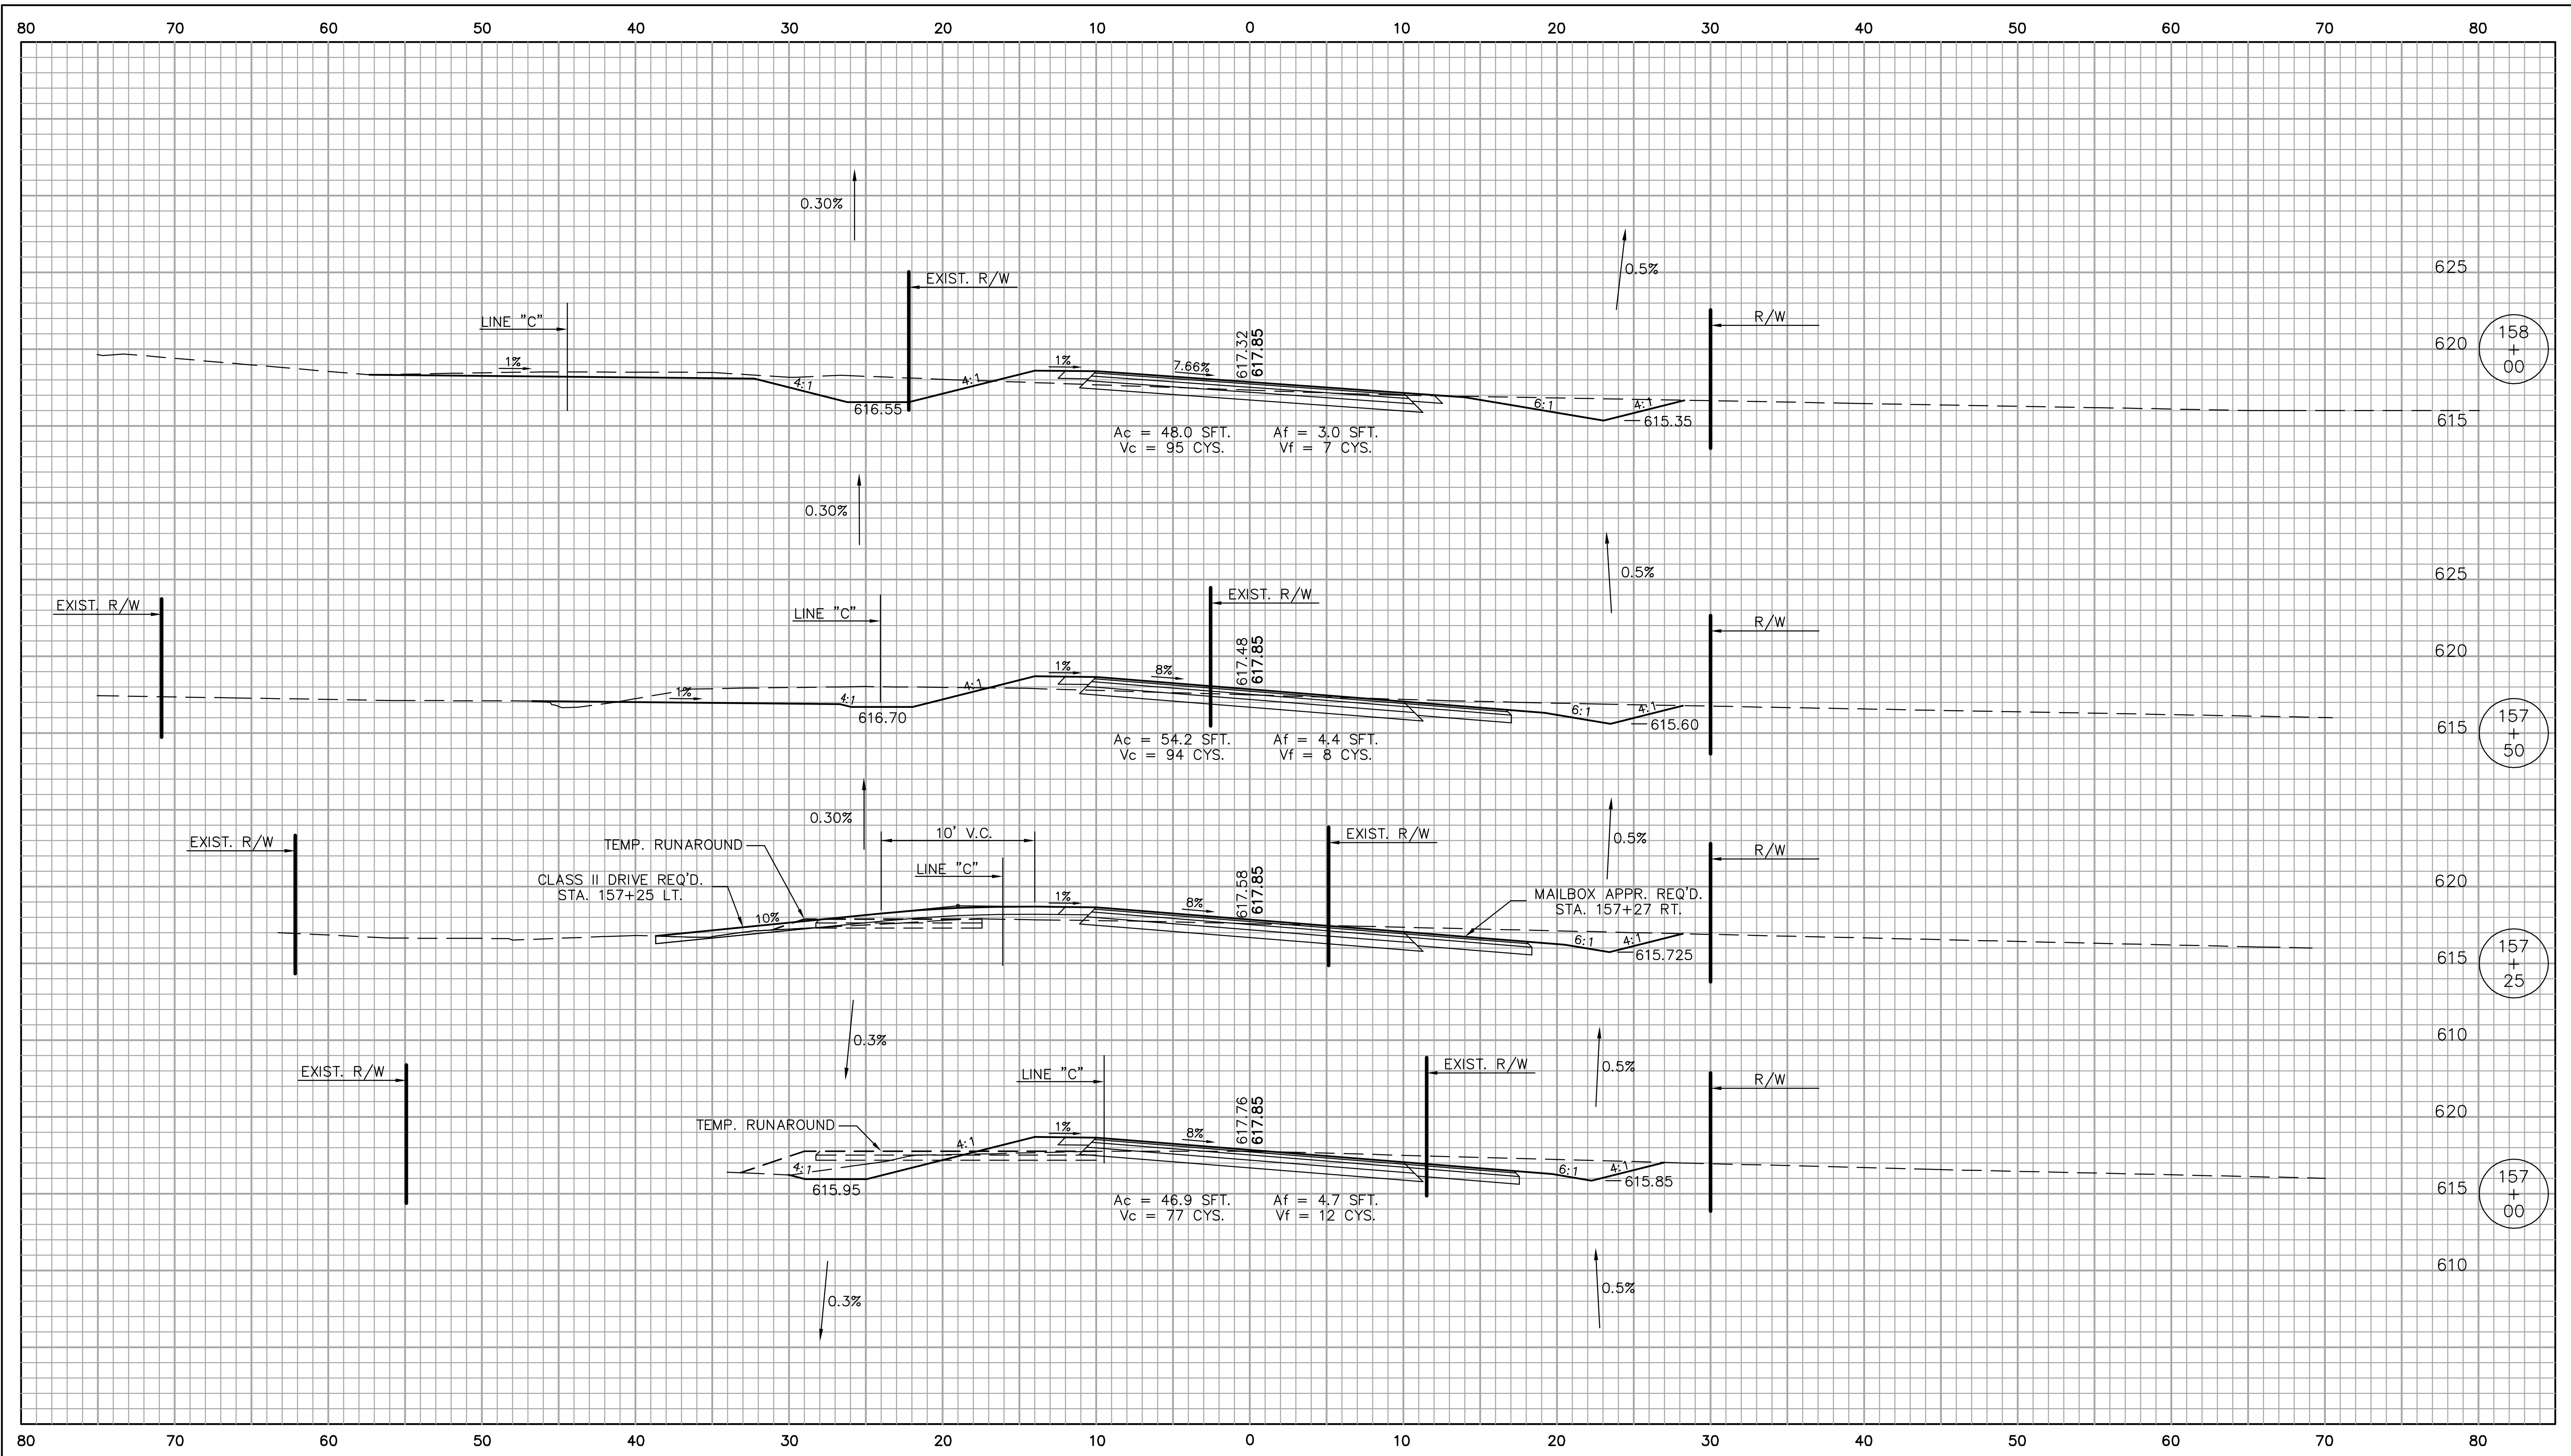 80 70 60 50 40 30 20 10 0 10 20 30 40 50 60 70 80
0.30%
0.5%
625
EXIST. R/W
LINE "C"
R/W
617.32
617.85
158
+
00
620
1%
1%
7.66%
4:1
4:1
6:1
4:1
616.55
615.35
615
Ac = 48.0 SFT. Af = 3.0 SFT.
Vc = 95 CYS. Vf = 7 CYS.
0.30%
0.5%
625
EXIST. R/W
LINE "C"
EXIST. R/W
R/W
617.48
617.85
620
1%
1%
8%
4:1
4:1
6:1
4:1
616.70
615.60
615
157
+
50
Ac = 54.2 SFT. Af = 4.4 SFT.
Vc = 94 CYS. Vf = 8 CYS.
0.30%
0.5%
10' V.C.
EXIST. R/W
TEMP. RUNAROUND
EXIST. R/W
R/W
LINE "C"
CLASS II DRIVE REQ'D.
STA. 157+25 LT.
617.58
617.85
620
MAILBOX APPR. REQ'D.
STA. 157+27 RT.
10%
1%
8%
6:1
4:1
615.725
615
157
+
25
0.3%
0.5%
610
EXIST. R/W
LINE "C"
EXIST. R/W
R/W
617.76
617.85
620
TEMP. RUNAROUND
1%
8%
4:1
4:1
6:1
4:1
615.95
615.85
615
157
+
00
Ac = 46.9 SFT. Af = 4.7 SFT.
Vc = 77 CYS. Vf = 12 CYS.
610
0.3%
0.5%
80 70 60 50 40 30 20 10 0 10 20 30 40 50 60 70 80